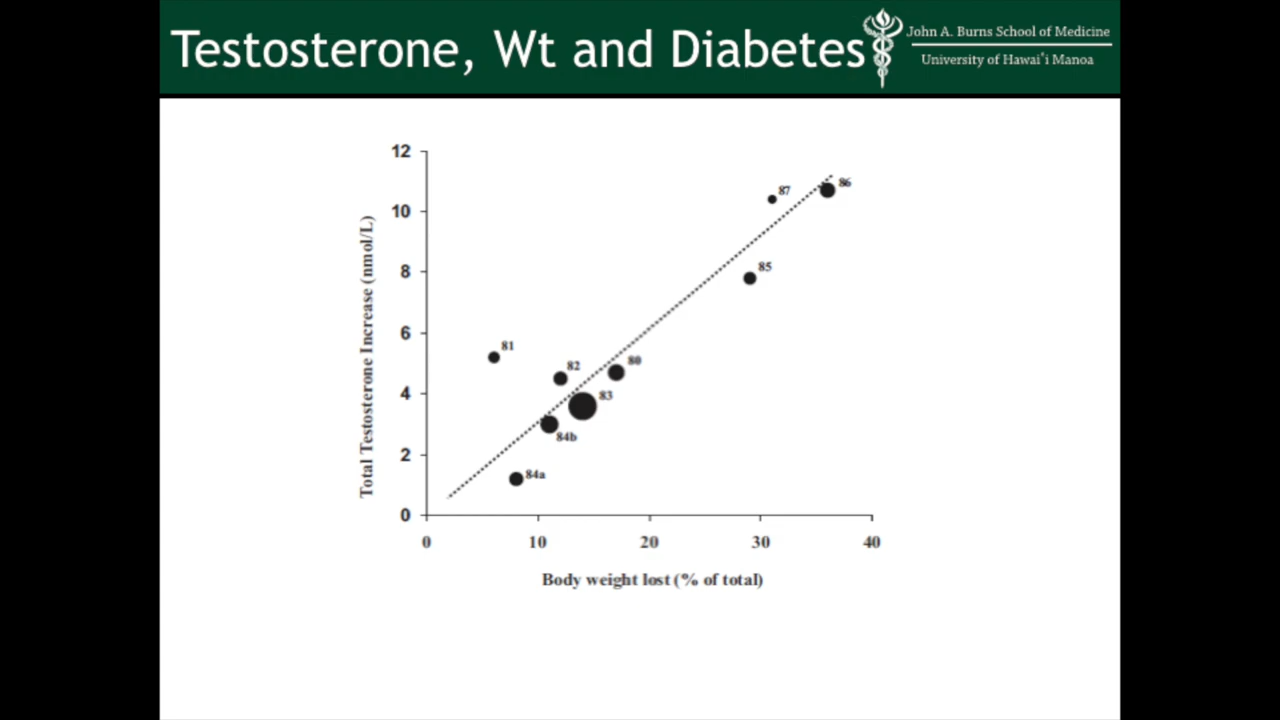 Testosterone, Wt and Diabetes
John A. Burns School of Medicine
University of Hawaiʻi Manoa
12
10
8
6
4
2
0
Total Testosterone Increase (nmol/L)
87
86
85
81
82
80
83
84b
84a
0 10 20 30 40
Body weight lost (% of total)